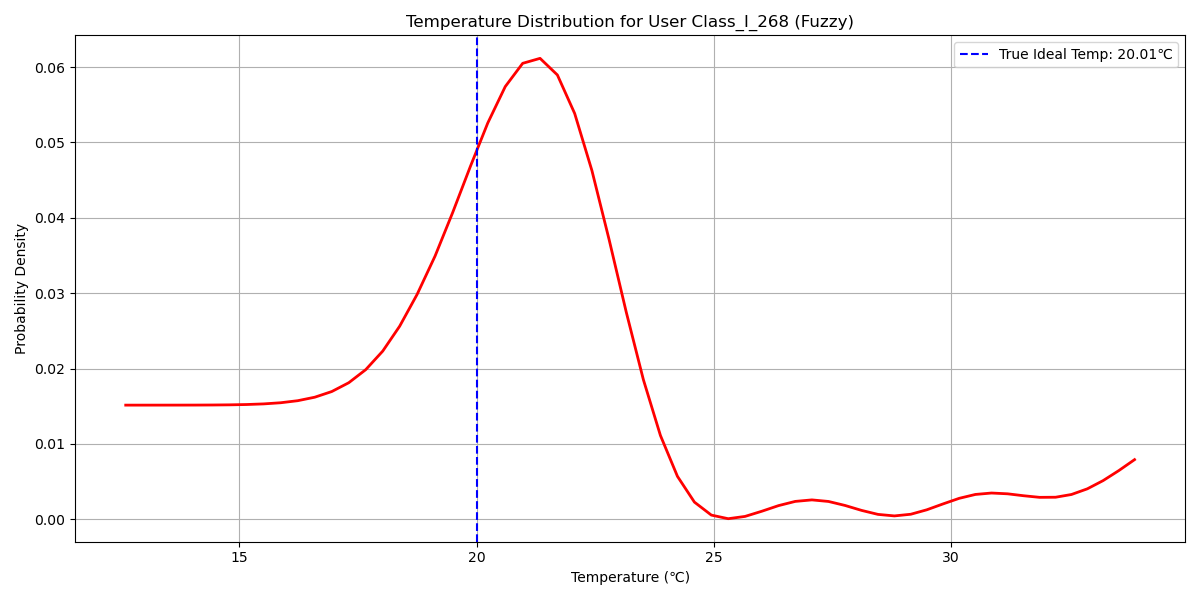 Temperature Distribution for User Class_I_268 (Fuzzy)
True Ideal Temp: 20.01℃
Probability Density
0.06
0.05
0.04
0.03
0.02
0.01
0.00
15 20 25 30
Temperature (℃)